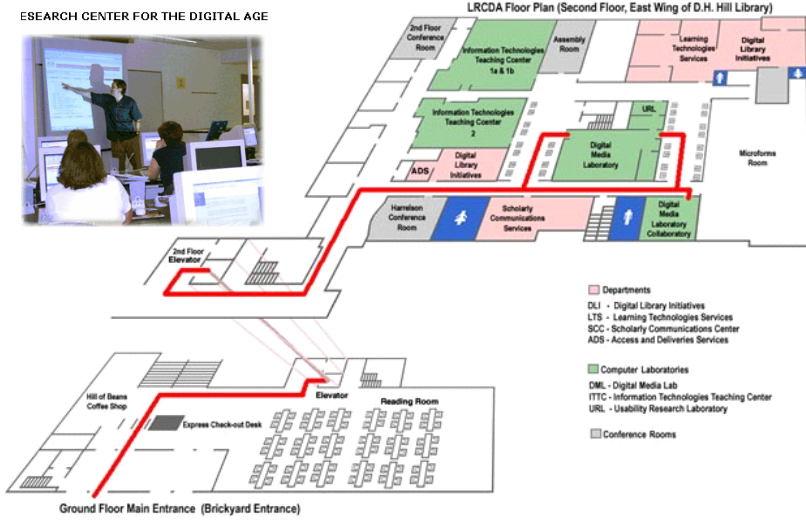 ESEARCH CENTER FOR THE DIGITAL AGE
LRCDA Floor Plan (Second Floor, East Wing of D.H. Hill Library)
2nd Floor
Conference
Room
Information Technologies
Teaching Center
1a & 1b
Assembly
Room
Learning
Technologies
Services
Digital
Library
Initiatives
Information Technologies
Teaching Coenter
2
URL
Digital
Media
Laboratory
Microforms
Room
ADS
Digital
Library
Initiatives
Harrelson
Conference
Room
Scholarly
Communications
Services
Digital
Media
Laboratory
Collaboratory
2nd Floor
Elevator
Departments
DLI - Digital Library Initiatives
LTS - Learning Technologies Services
SCC - Scholarly Communications Center
ADS - Access and Deliveries Services
Computer Laboratories
DML - Digital Media Lab
ITTC - Information Technologies Teaching Center
URL - Usability Research Laboratory
Conference Rooms
Hill of Beans
Coffee Shop
Elevator
Reading Room
Express Check-out Desk
Ground Floor Main Entrance (Brickyard Entrance)